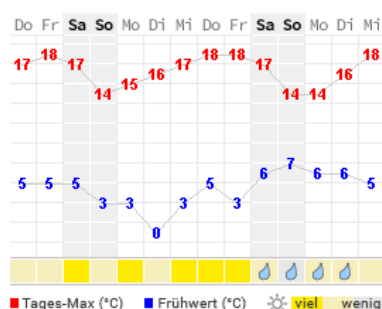 Do Fr Sa So Mo Di Mi Do Fr Sa So Mo Di Mi
17 18 17 14 15 16 17 18 18 17 14 14 16 18
5 5 5 3 3 0 3 5 3 6 7 6 6 5
Tages-Max (°C) Frühwert (°C) viel wenig